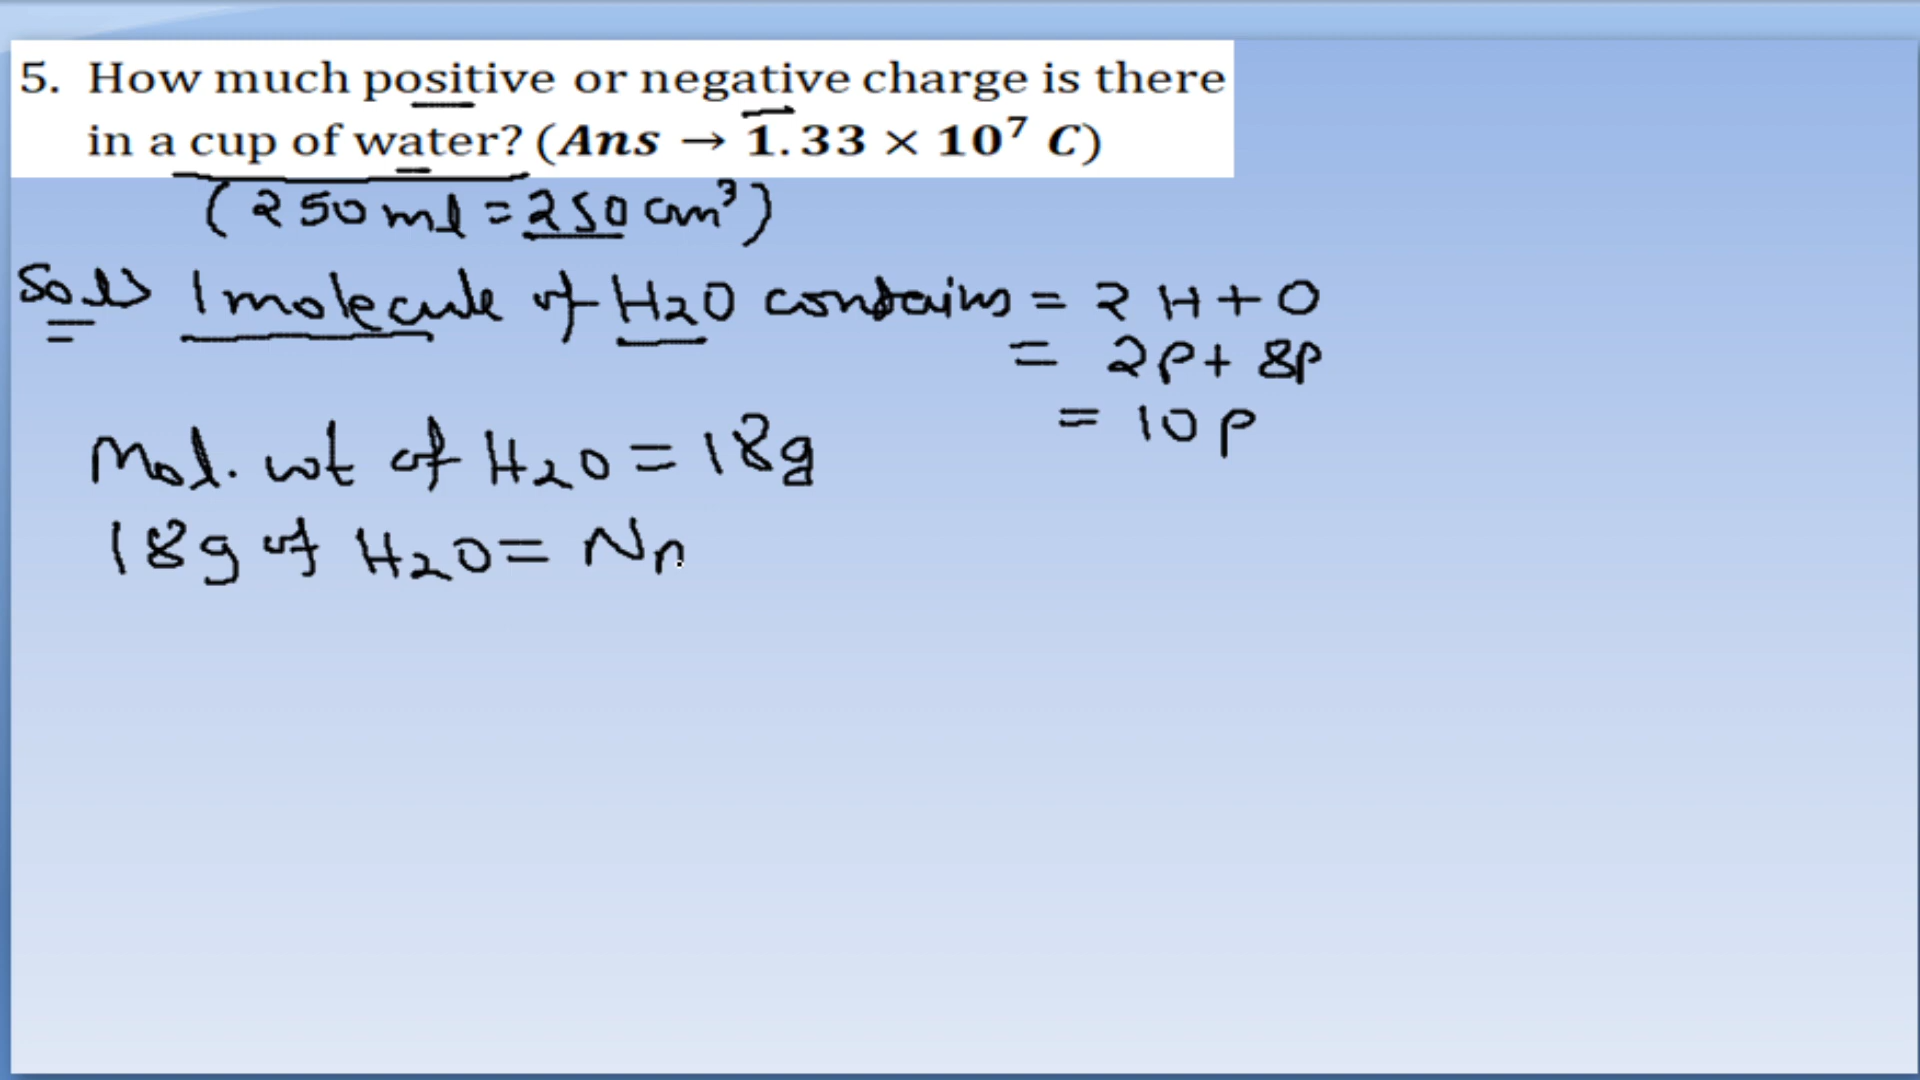 5. How much positive or negative charge is there
in a cup of water? (Ans → 1.33 × 10⁷ C)
(250 ml = 250 cm³)
1 molecule of H2O contains = 2 H + O
= 2p + 8p
= 10 p
Mol. wt of H2O = 18g
18g of H2O = N